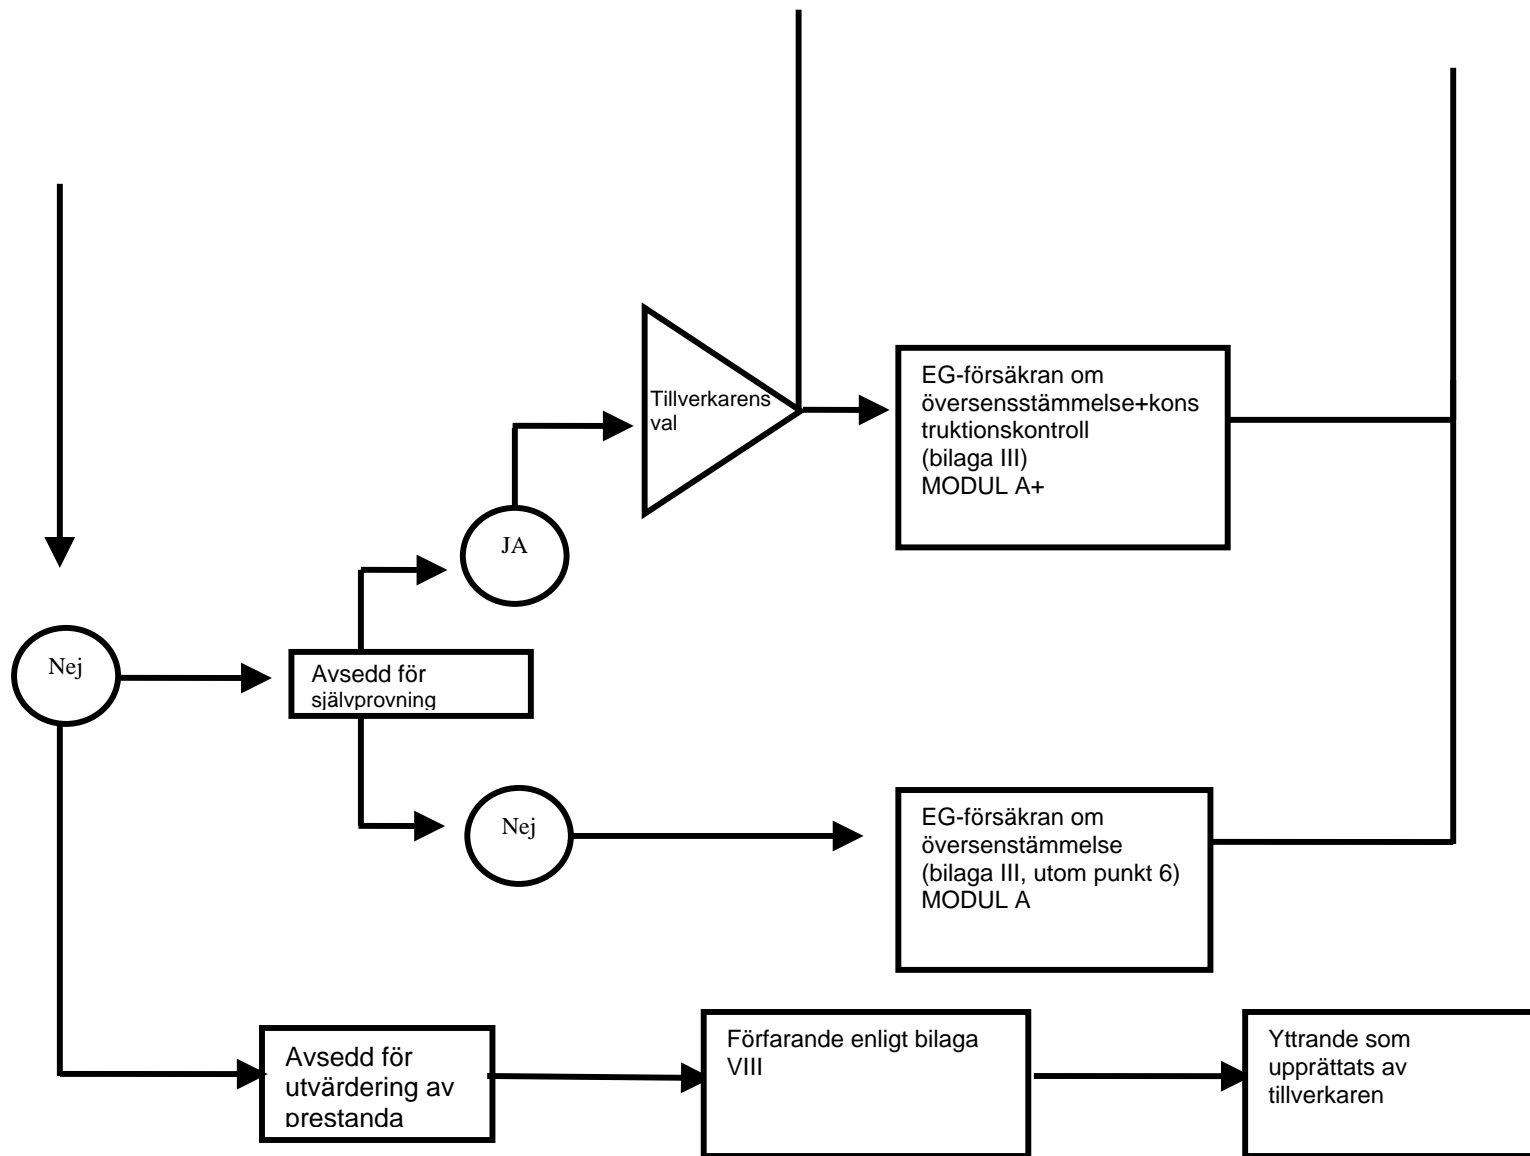 Tillverkarens
val
EG-försäkran om
översensstämmelse+kons
truktionskontroll
(bilaga III)
MODUL A+
JA
Nej
Avsedd för
självprovning
Nej
EG-försäkran om
översenstämmelse
(bilaga III, utom punkt 6)
MODUL A
Avsedd för
utvärdering av
prestanda
Förfarande enligt bilaga
VIII
Yttrande som
upprättats av
tillverkaren